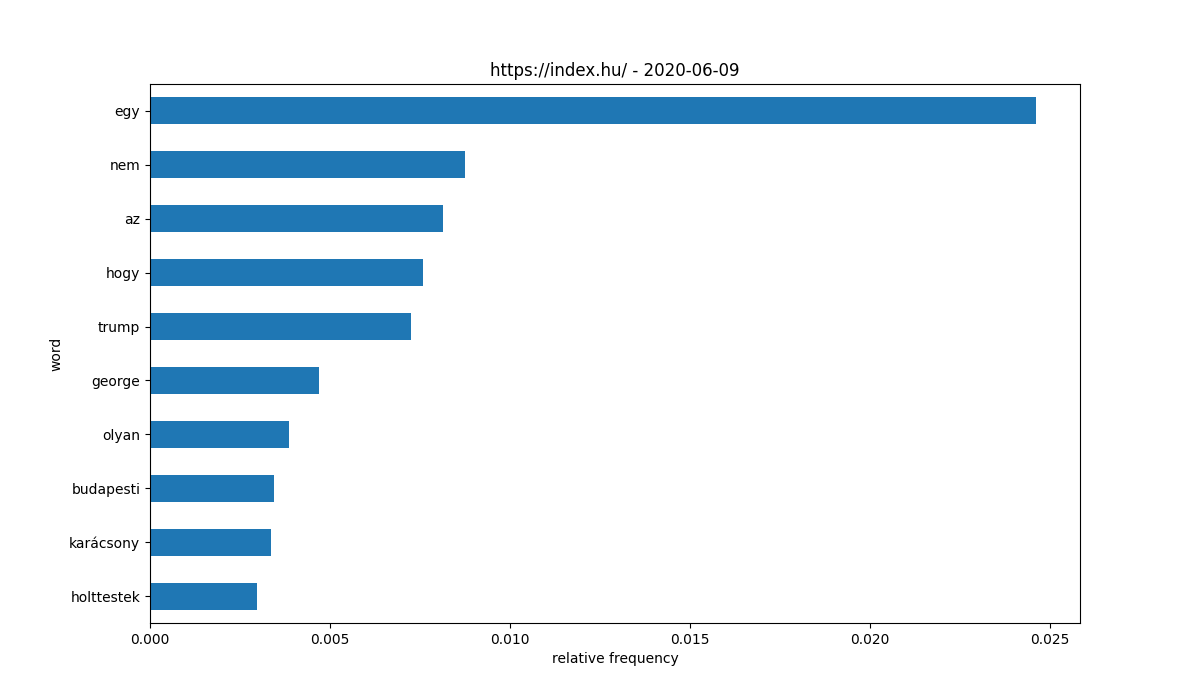 https://index.hu/ - 2020-06-09
egy
nem
az
hogy
trump
george
olyan
budapesti
karácsony
holttestek
word
0.000 0.005 0.010 0.015 0.020 0.025
relative frequency